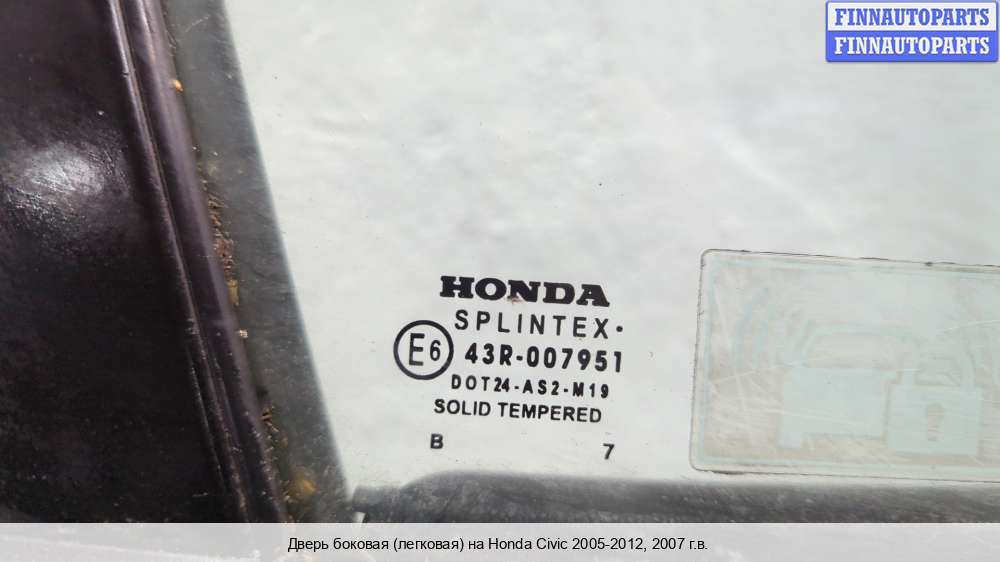 FINNAUTOPARTS
FINNAUTOPARTS
HONDA
SPLINTEX·
E6 43R-007951
DOT24-AS2-M19
SOLID TEMPERED
B 7
Дверь боковая (легковая) на Honda Civic 2005-2012, 2007 г.в.